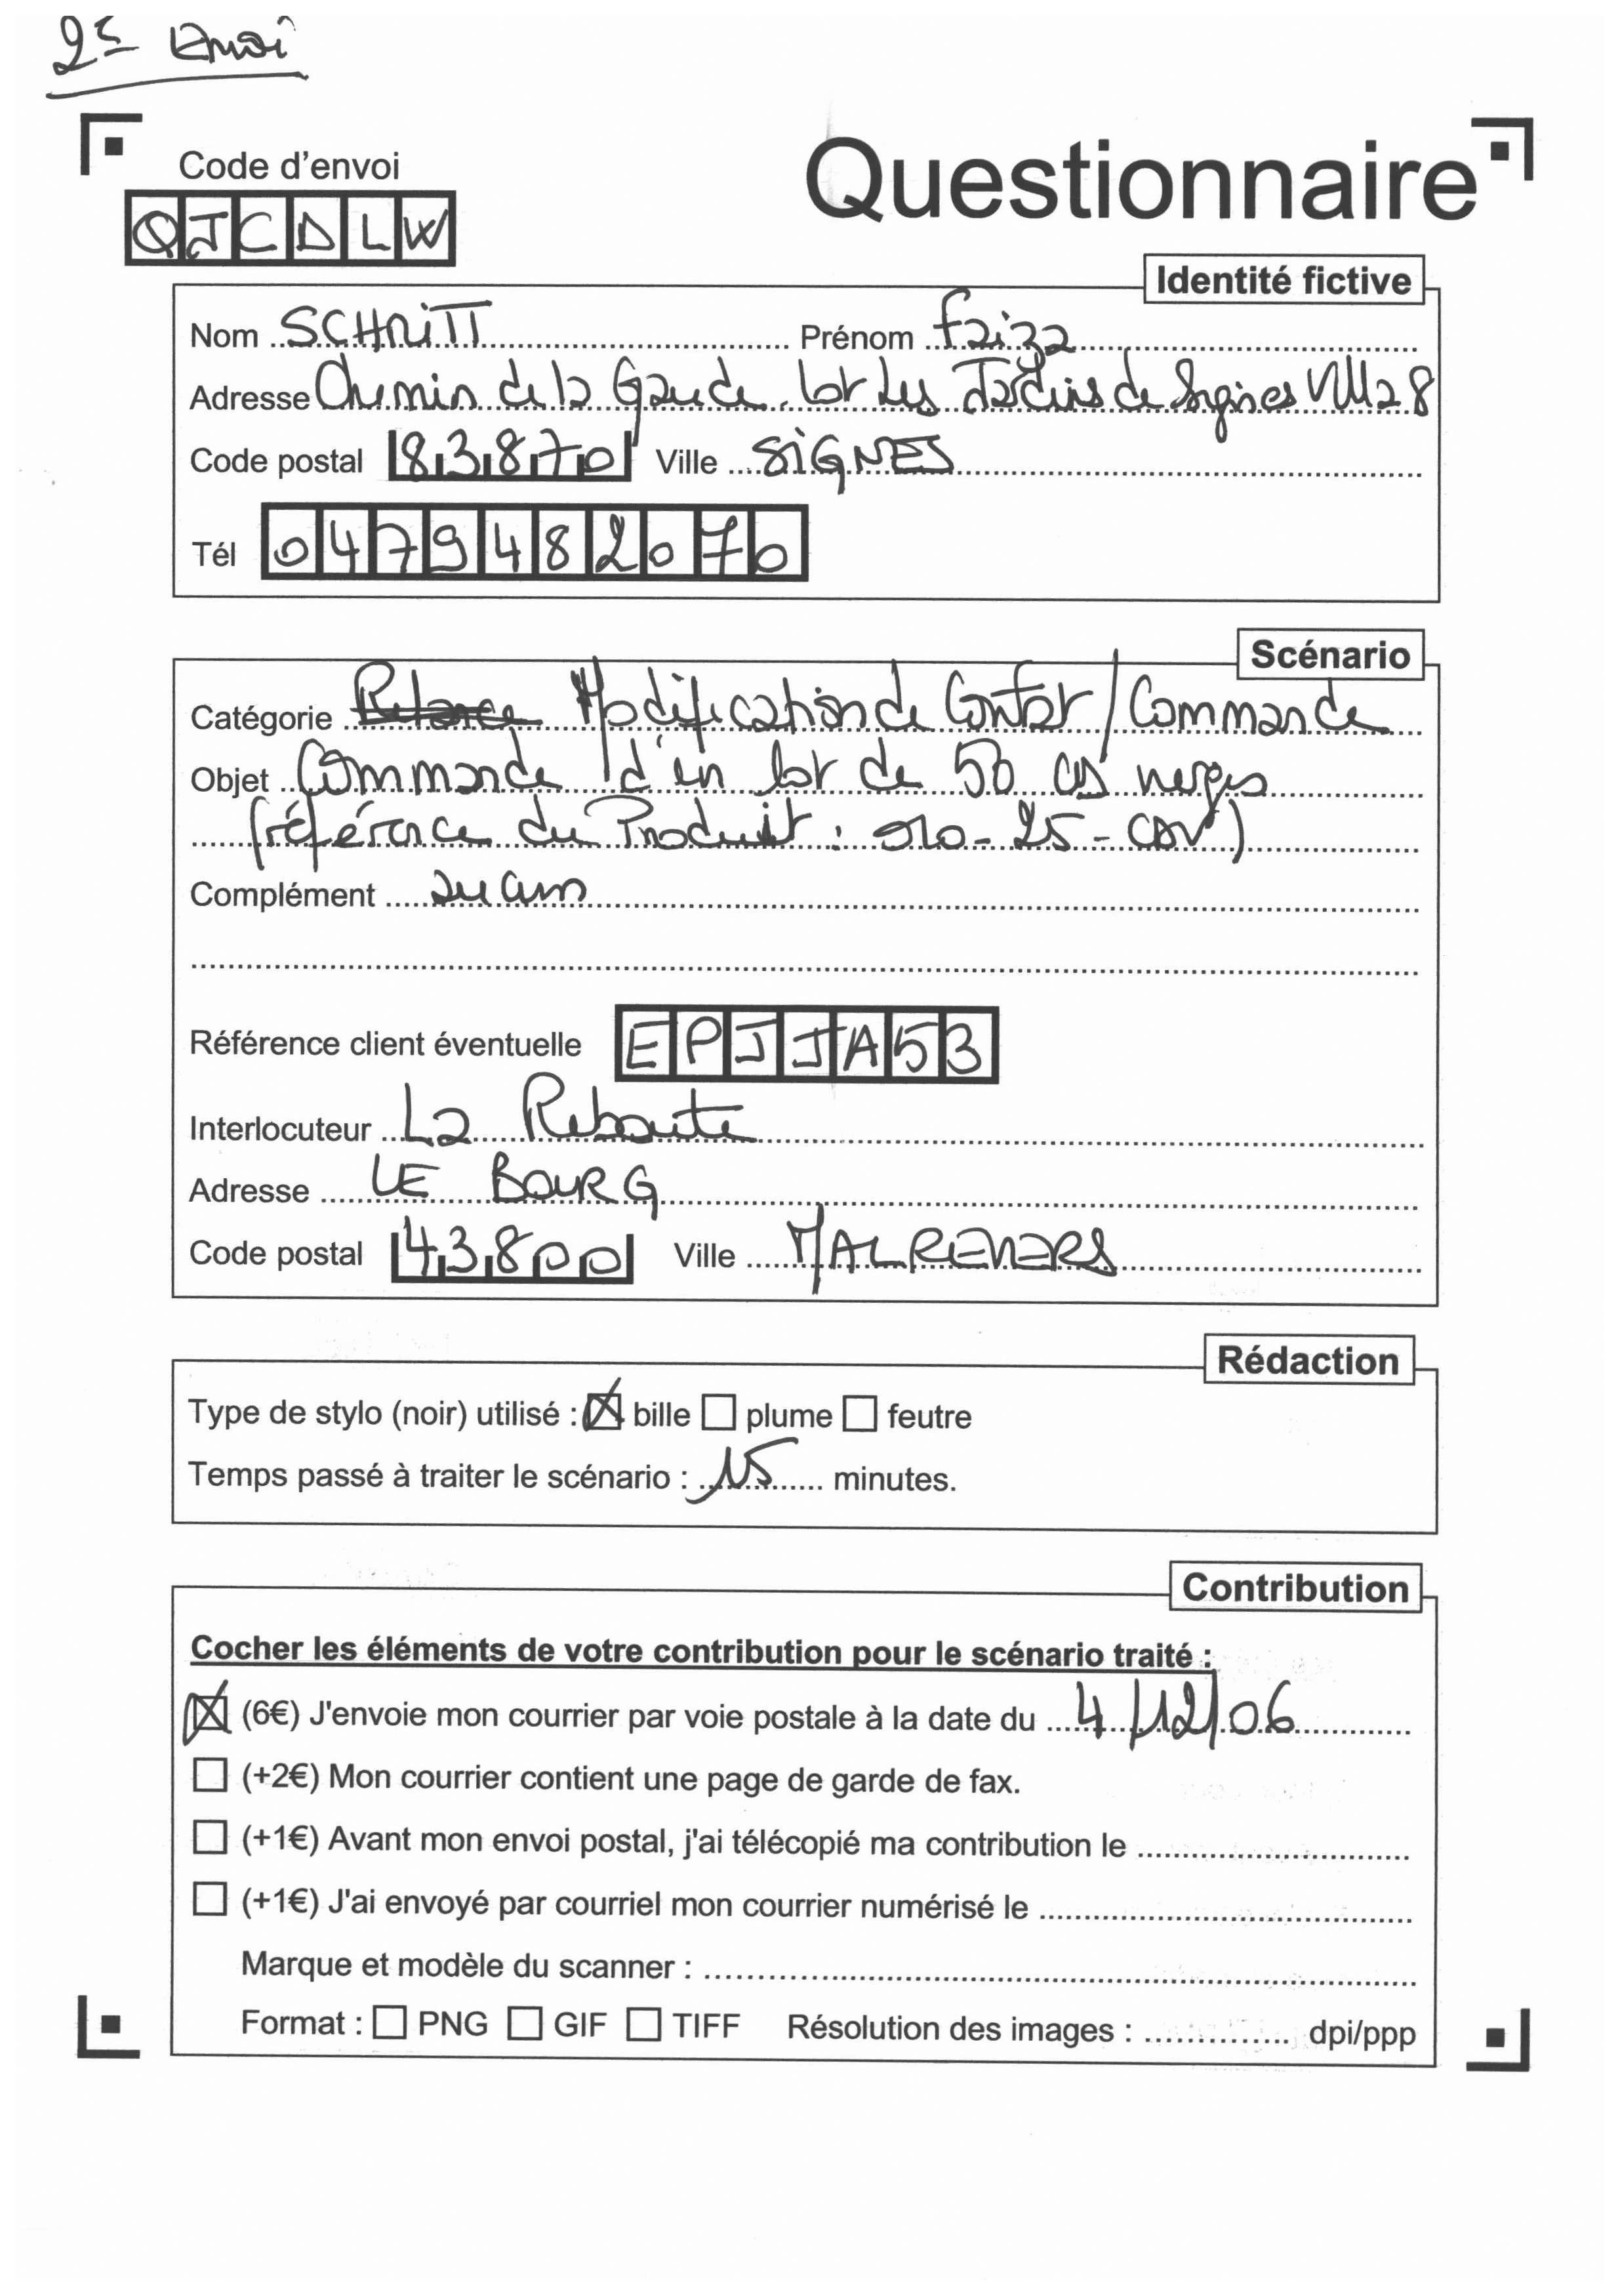 2è Envoi
Code d'envoi
Questionnaire
QJCDLW
Identité fictive
Nom SCHNITT Prénom Faiza
Adresse Chemin de la Gaude. lot Les Jardins de Signes Villa 8
Code postal 83870 Ville SIGNES
Tél 0479482070
Scénario
Catégorie Relance Modification de Contrat / Commande
Objet Commande d'un lot de 50 CD vierges
(référence du Produit : 010-25-CDV)
Complément aucun
Référence client éventuelle EPJJA53
Interlocuteur La Reboute
Adresse LE BOURG
Code postal 43800 Ville MALREVERS
Rédaction
Type de stylo (noir) utilisé : bille plume feutre
Temps passé à traiter le scénario : 15 minutes.
Contribution
Cocher les éléments de votre contribution pour le scénario traité :
(6€) J'envoie mon courrier par voie postale à la date du 4/12/06
(+2€) Mon courrier contient une page de garde de fax.
(+1€) Avant mon envoi postal, j'ai télécopié ma contribution le
(+1€) J'ai envoyé par courriel mon courrier numérisé le
Marque et modèle du scanner :
Format : PNG GIF TIFF Résolution des images : dpi/ppp